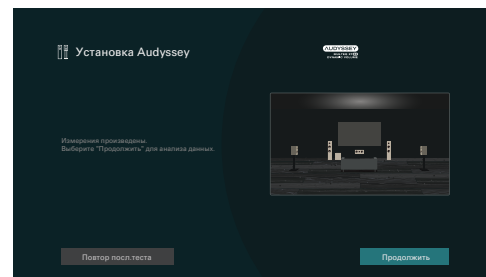 Установка Audyssey
AUDYSSEY
Измерения произведены.
Выберите "Продолжить" для анализа данных.
Повтор посл.теста
Продолжить